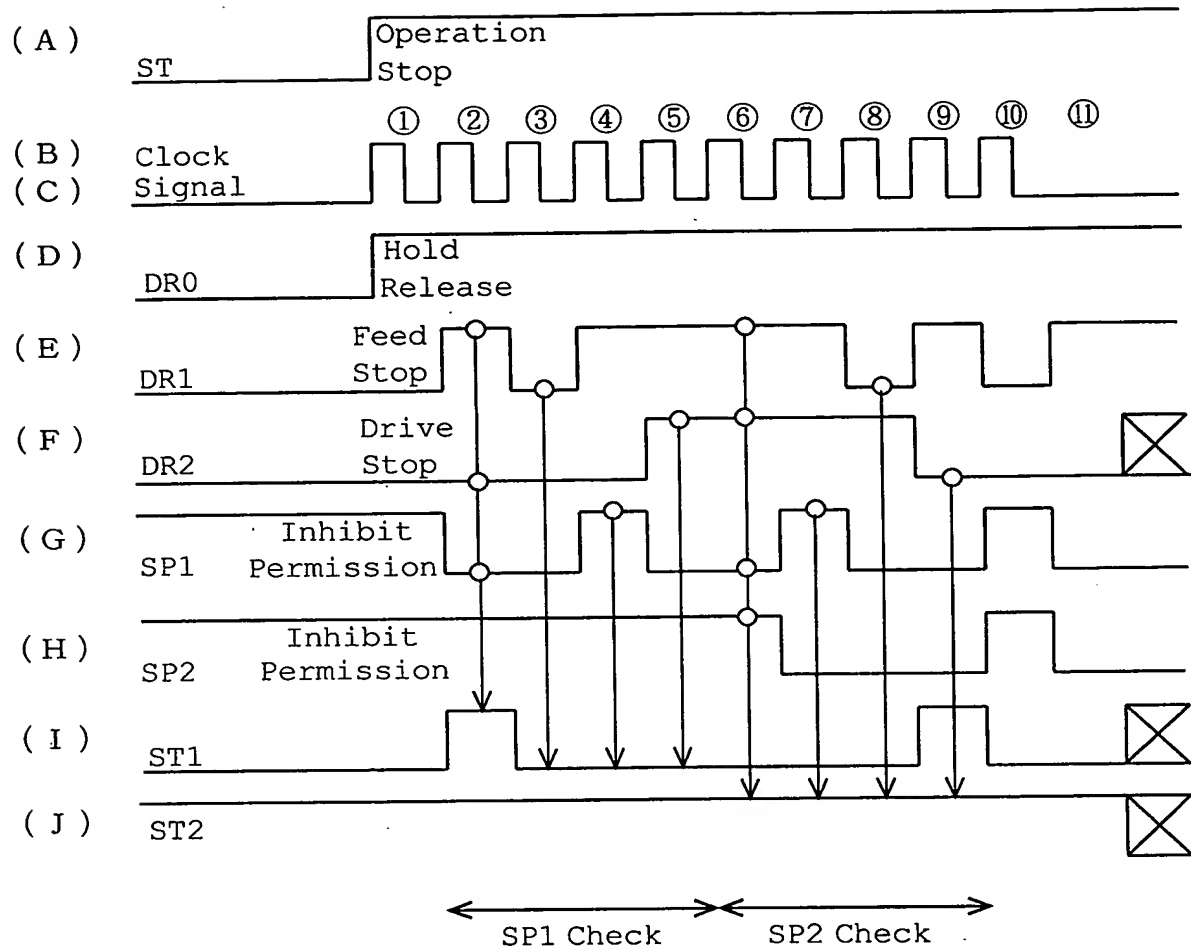 (A)
Operation
ST
Stop
① ② ③ ④ ⑤ ⑥ ⑦ ⑧ ⑨ ⑩ ⑪
(B) Clock
(C) Signal
(D)
Hold
DR0
Release
(E)
Feed
DR1
Stop
(F)
Drive
DR2
Stop
(G)
Inhibit
SP1
Permission
(H)
Inhibit
SP2
Permission
(I)
ST1
(J)
ST2
SP1 Check SP2 Check